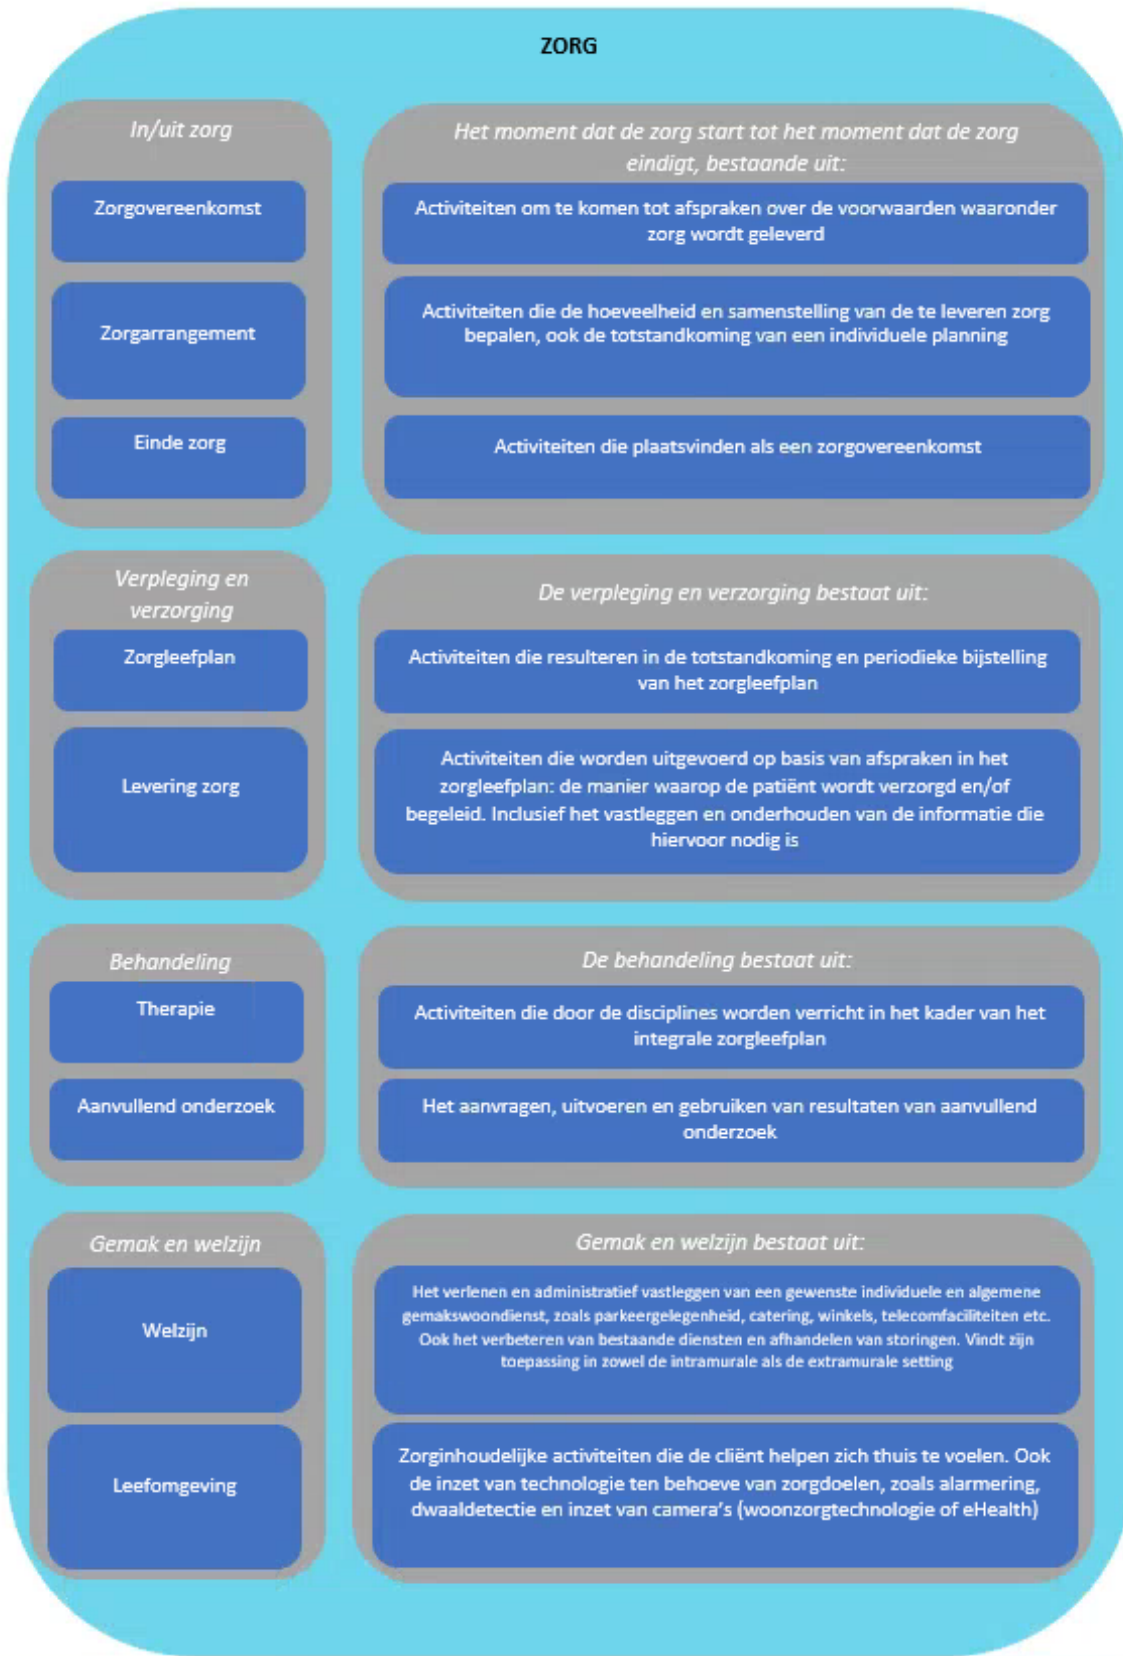 ZORG
In/uit zorg
Het moment dat de zorg start tot het moment dat de zorg
eindigt, bestaande uit:
Zorgovereenkomst
Activiteiten om te komen tot afspraken over de voorwaarden waaronder
zorg wordt geleverd
Zorgarrangement
Activiteiten die de hoeveelheid en samenstelling van de te leveren zorg
bepalen, ook de totstandkoming van een individuele planning
Einde zorg
Activiteiten die plaatsvinden als een zorgovereenkomst
Verpleging en
verzorging
De verpleging en verzorging bestaat uit:
Zorgleefplan
Activiteiten die resulteren in de totstandkoming en periodieke bijstelling
van het zorgleefplan
Levering zorg
Activiteiten die worden uitgevoerd op basis van afspraken in het
zorgleefplan: de manier waarop de patiënt wordt verzorgd en/of
begeleid. Inclusief het vastleggen en onderhouden van de informatie die
hiervoor nodig is
Behandeling
De behandeling bestaat uit:
Therapie
Activiteiten die door de disciplines worden verricht in het kader van het
integrale zorgleefplan
Aanvullend onderzoek
Het aanvragen, uitvoeren en gebruiken van resultaten van aanvullend
onderzoek
Gemak en welzijn
Gemak en welzijn bestaat uit:
Welzijn
Het verlenen en administratief vastleggen van een gewenste individuele en algemene
gemakswoondienst, zoals parkeergelegenheid, catering, winkels, telecomfaciliteiten etc.
Ook het verbeteren van bestaande diensten en afhandelen van storingen. Vindt zijn
toepassing in zowel de intramurale als de extramurale setting
Leefomgeving
Zorginhoudelijke activiteiten die de cliënt helpen zich thuis te voelen. Ook
de inzet van technologie ten behoeve van zorgdoelen, zoals alarmering,
dwaaldetectie en inzet van camera's (woonzorgtechnologie of eHealth)